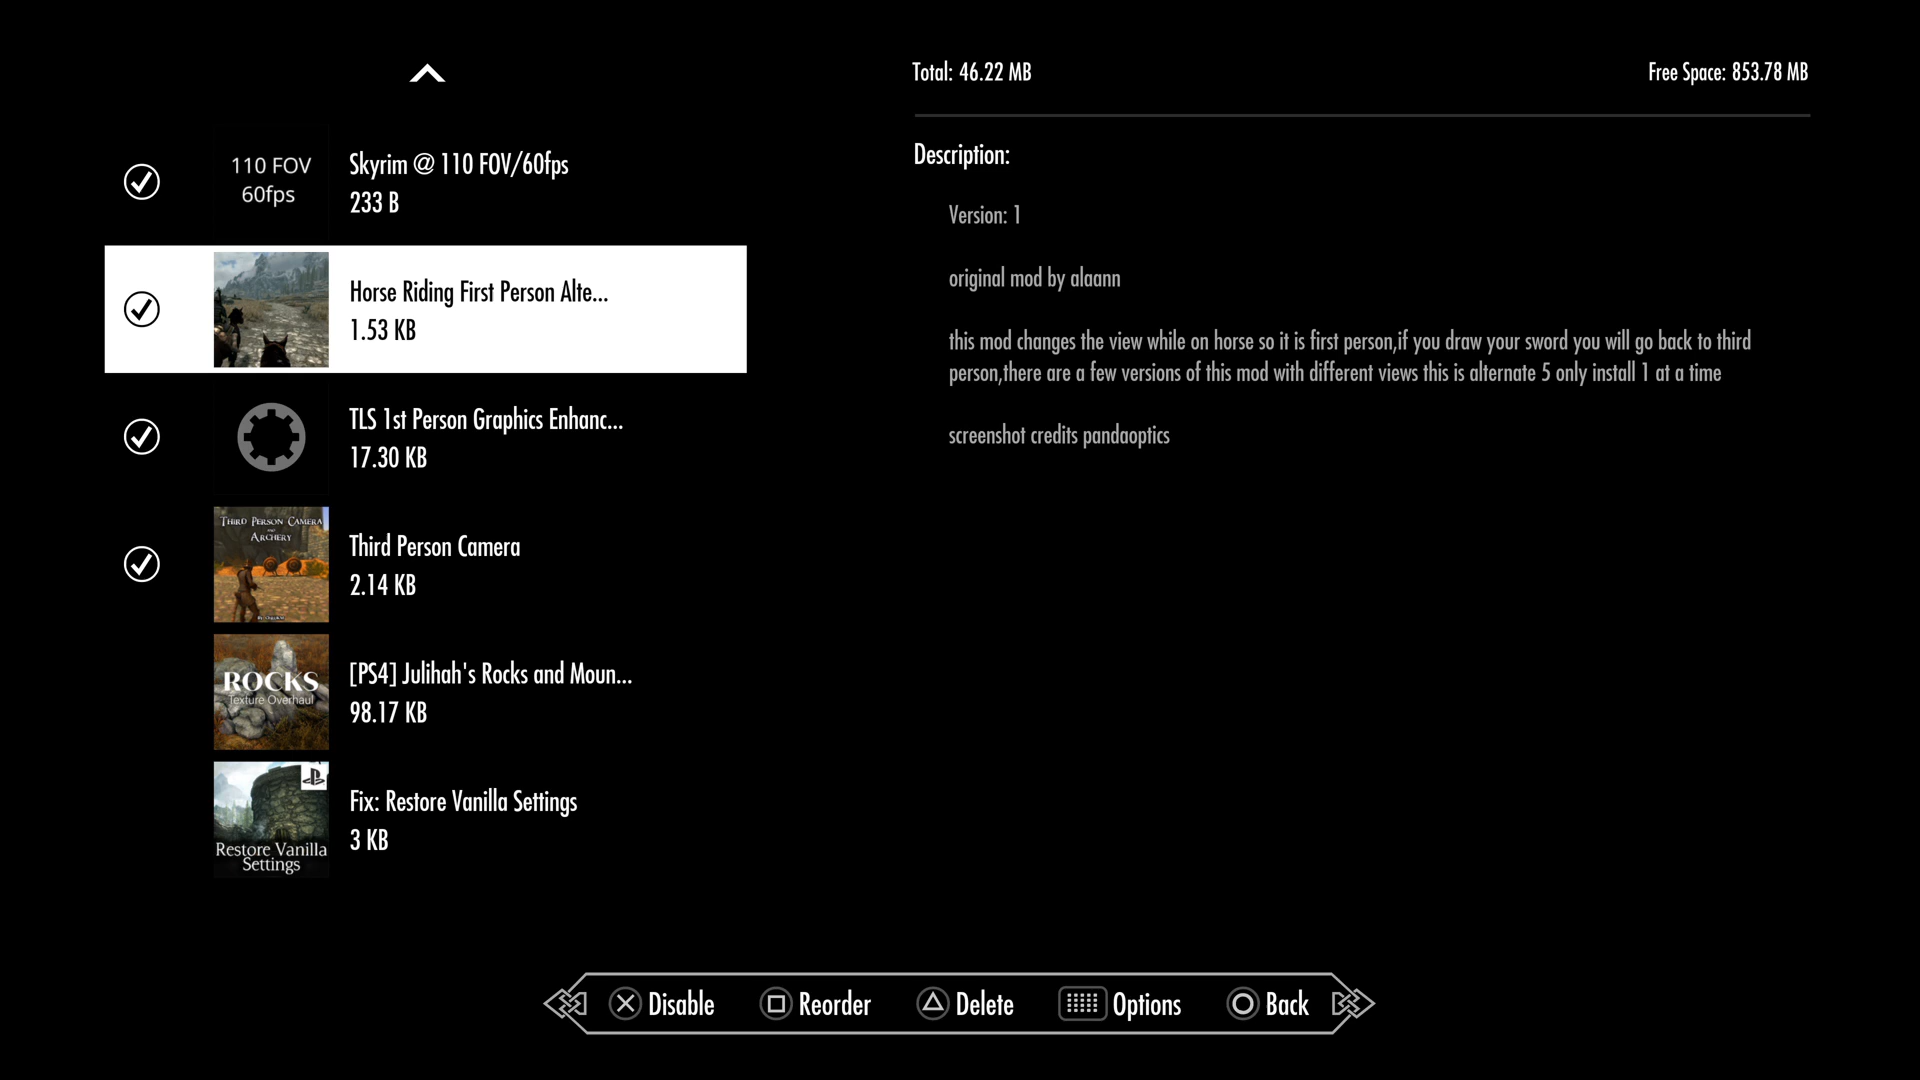 Total: 46.22 MB
Free Space: 853.78 MB
110 FOV
60fps
Skyrim @ 110 FOV/60fps
233 B
Horse Riding First Person Alte...
1.53 KB
TLS 1st Person Graphics Enhanc...
17.30 KB
THIRD PERSON CAMERA
AND
ARCHERY
Third Person Camera
2.14 KB
ROCKS
Texture Overhaul
[PS4] Julihah's Rocks and Moun...
98.17 KB
Restore Vanilla
Settings
Fix: Restore Vanilla Settings
3 KB
Description:
Version: 1
original mod by alaann
this mod changes the view while on horse so it is first person,if you draw your sword you will go back to third
person,there are a few versions of this mod with different views this is alternate 5 only install 1 at a time
screenshot credits pandaoptics
Disable Reorder Delete Options Back